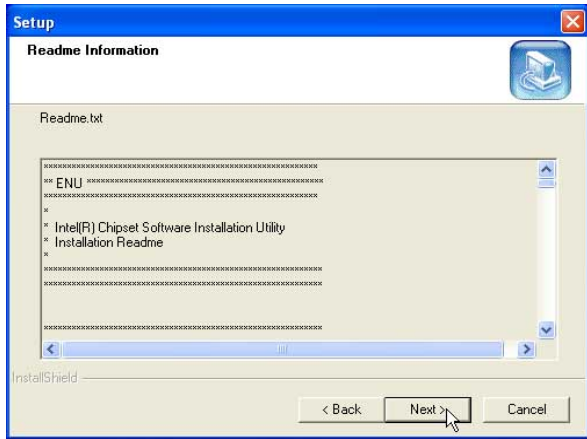 Setup
Readme Information
Readme.txt
**********************************************************
** ENU **************************************************
**********************************************************
*
* Intel(R) Chipset Software Installation Utility
* Installation Readme
*
***********************************************************
***********************************************************
***********************************************************
InstallShield
< Back
Next >
Cancel